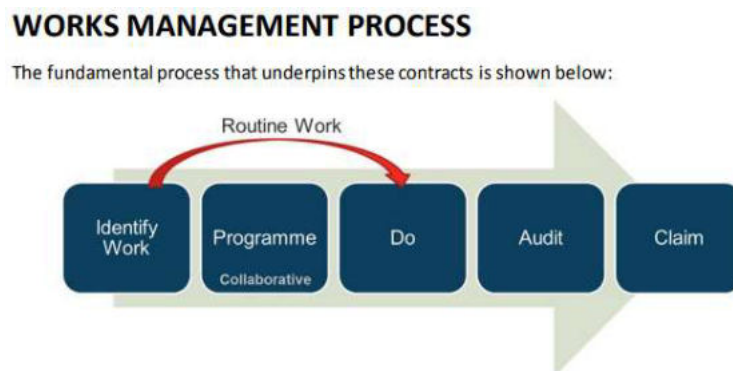 WORKS MANAGEMENT PROCESS
The fundamental process that underpins these contracts is shown below:
Routine Work
Identify
Work
Programme
Collaborative
Do
Audit
Claim